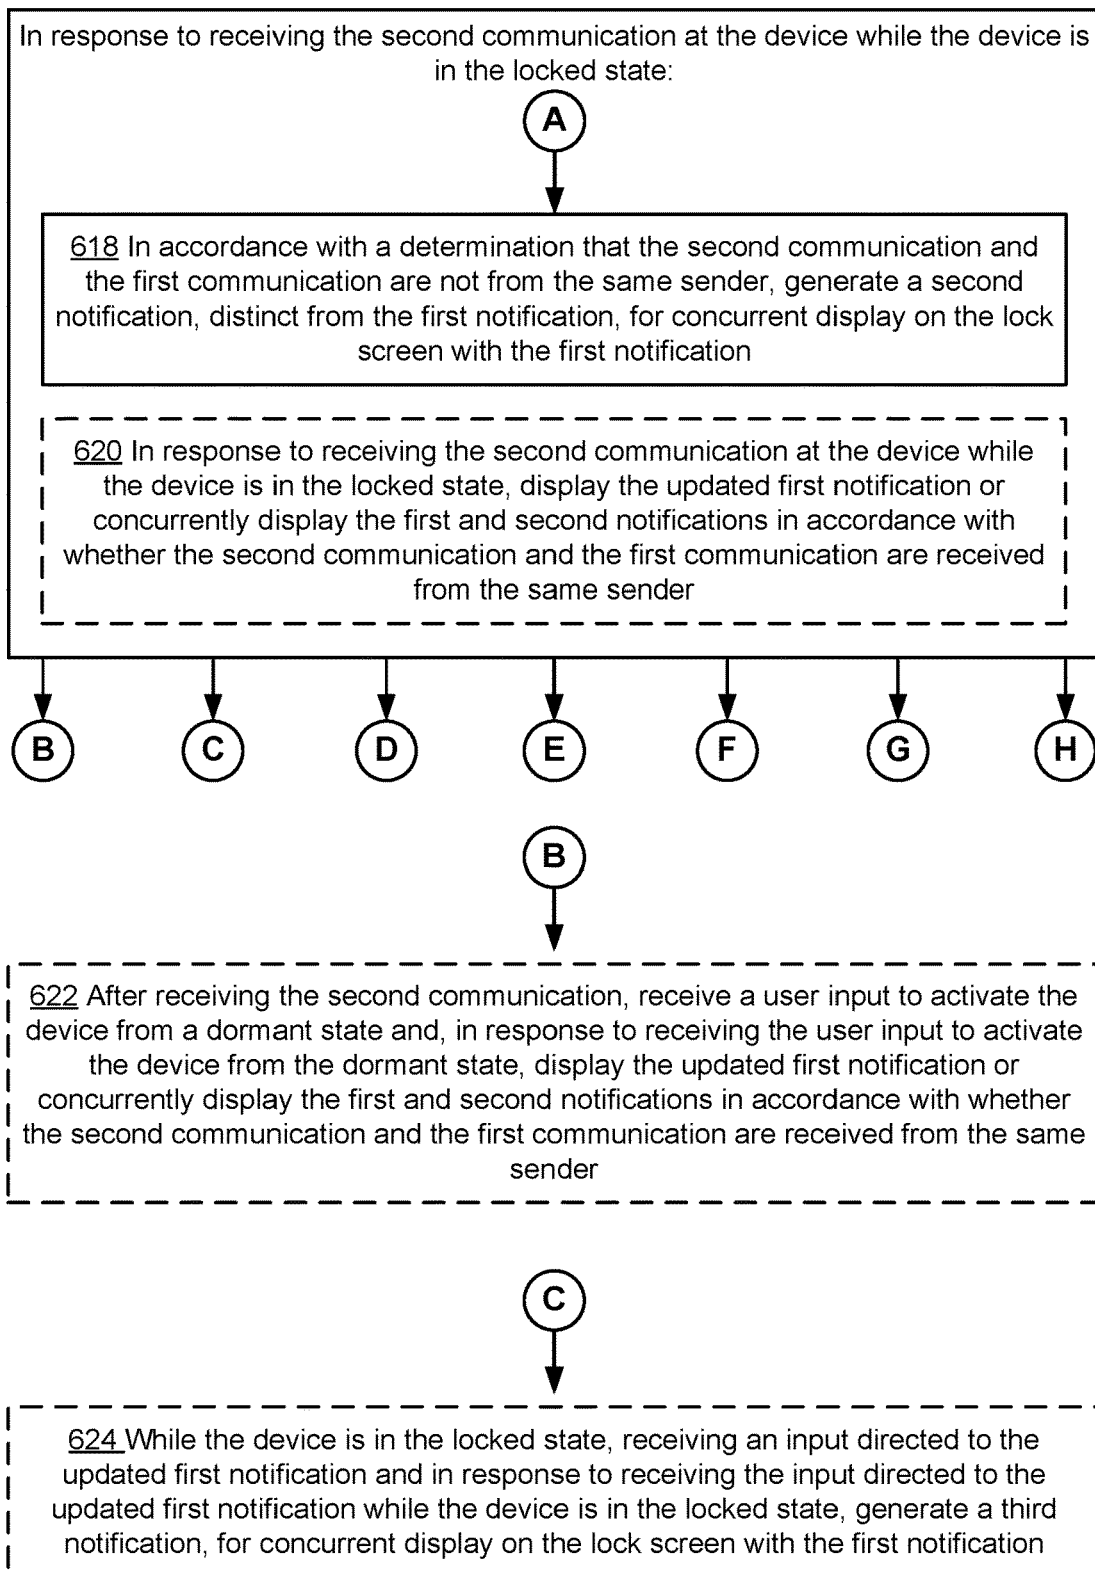 In response to receiving the second communication at the device while the device is
in the locked state:
A
618 In accordance with a determination that the second communication and
the first communication are not from the same sender, generate a second
notification, distinct from the first notification, for concurrent display on the lock
screen with the first notification
620 In response to receiving the second communication at the device while
the device is in the locked state, display the updated first notification or
concurrently display the first and second notifications in accordance with
whether the second communication and the first communication are received
from the same sender
B C D E F G H
B
622 After receiving the second communication, receive a user input to activate the
device from a dormant state and, in response to receiving the user input to activate
the device from the dormant state, display the updated first notification or
concurrently display the first and second notifications in accordance with whether
the second communication and the first communication are received from the same
sender
C
624 While the device is in the locked state, receiving an input directed to the
updated first notification and in response to receiving the input directed to the
updated first notification while the device is in the locked state, generate a third
notification, for concurrent display on the lock screen with the first notification